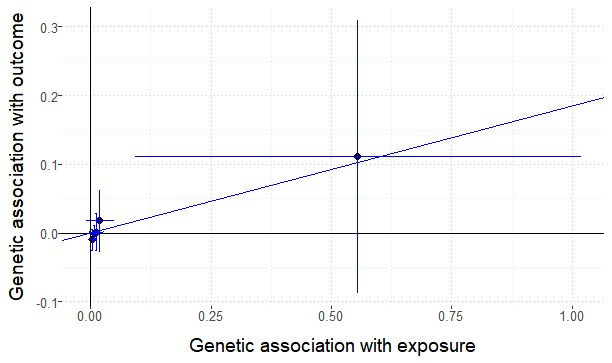 Genetic association with outcome
0.3
0.2
0.1
0.0
-0.1
0.00 0.25 0.50 0.75 1.00
Genetic association with exposure